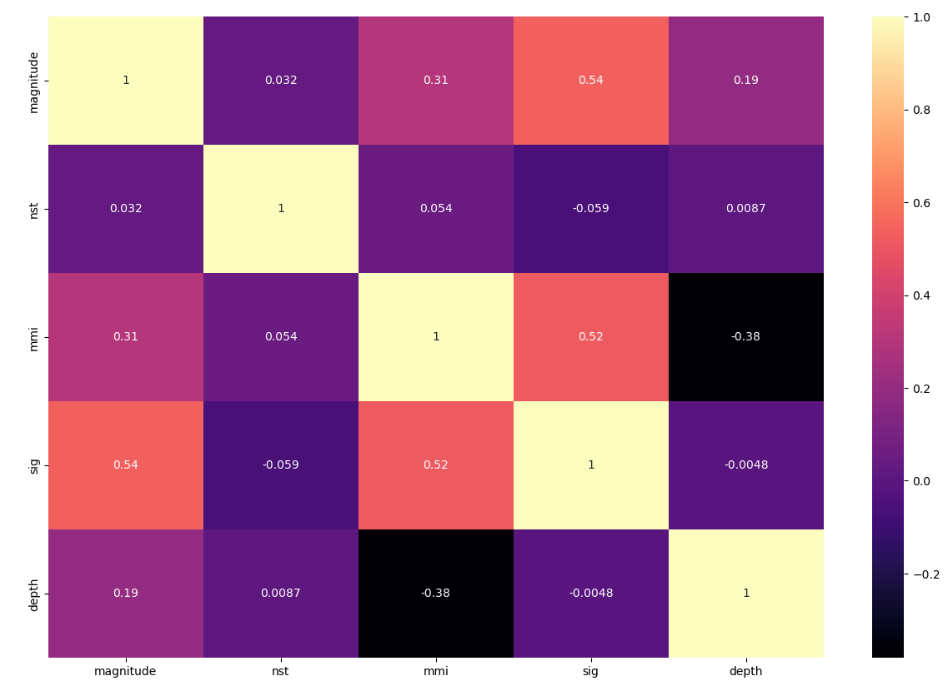 magnitude 1 0.032 0.31 0.54 0.19
nst 0.032 1 0.054 -0.059 0.0087
mmi 0.31 0.054 1 0.52 -0.38
sig 0.54 -0.059 0.52 1 -0.0048
depth 0.19 0.0087 -0.38 -0.0048 1
magnitude nst mmi sig depth
1.0
0.8
0.6
0.4
0.2
0.0
−0.2